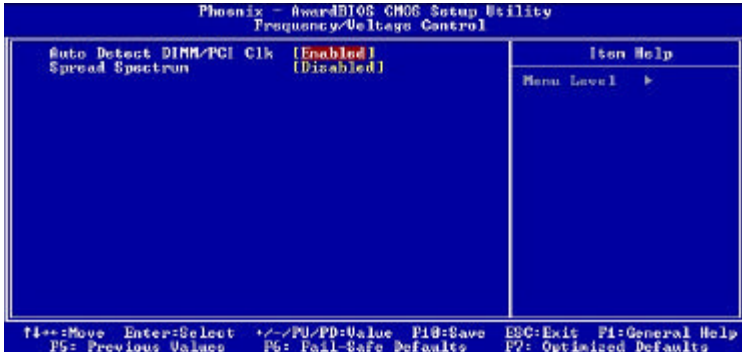 Phoenix - AwardBIOS CMOS Setup Utility
Frequency/Voltage Control
Auto Detect DIMM/PCI Clk [Enabled]
Spread Spectrum [Disabled]
Item Help
Menu Level ▶
↑↓→←:Move Enter:Select +/-/PU/PD:Value F10:Save ESC:Exit F1:General Help
F5: Previous Values F6: Fail-Safe Defaults F7: Optimized Defaults